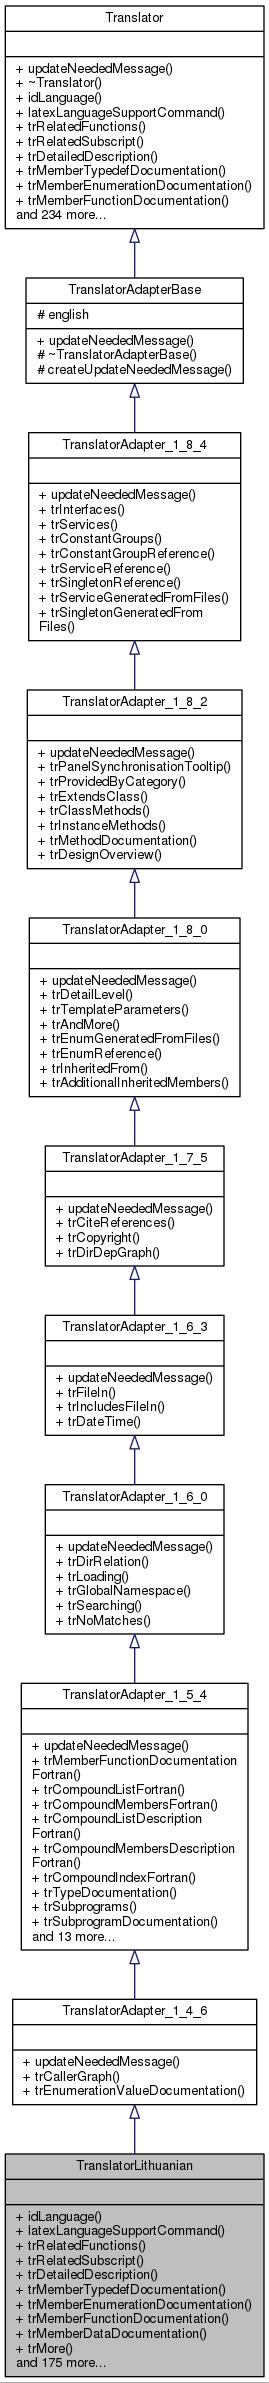 Translator
+ updateNeededMessage()
+ ~Translator()
+ idLanguage()
+ latexLanguageSupportCommand()
+ trRelatedFunctions()
+ trRelatedSubscript()
+ trDetailedDescription()
+ trMemberTypedefDocumentation()
+ trMemberEnumerationDocumentation()
+ trMemberFunctionDocumentation()
and 234 more...
TranslatorAdapterBase
# english
+ updateNeededMessage()
# ~TranslatorAdapterBase()
# createUpdateNeededMessage()
TranslatorAdapter_1_8_4
+ updateNeededMessage()
+ trInterfaces()
+ trServices()
+ trConstantGroups()
+ trConstantGroupReference()
+ trServiceReference()
+ trSingletonReference()
+ trServiceGeneratedFromFiles()
+ trSingletonGeneratedFrom
Files()
TranslatorAdapter_1_8_2
+ updateNeededMessage()
+ trPanelSynchronisationTooltip()
+ trProvidedByCategory()
+ trExtendsClass()
+ trClassMethods()
+ trInstanceMethods()
+ trMethodDocumentation()
+ trDesignOverview()
TranslatorAdapter_1_8_0
+ updateNeededMessage()
+ trDetailLevel()
+ trTemplateParameters()
+ trAndMore()
+ trEnumGeneratedFromFiles()
+ trEnumReference()
+ trInheritedFrom()
+ trAdditionalInheritedMembers()
TranslatorAdapter_1_7_5
+ updateNeededMessage()
+ trCiteReferences()
+ trCopyright()
+ trDirDepGraph()
TranslatorAdapter_1_6_3
+ updateNeededMessage()
+ trFileIn()
+ trIncludesFileIn()
+ trDateTime()
TranslatorAdapter_1_6_0
+ updateNeededMessage()
+ trDirRelation()
+ trLoading()
+ trGlobalNamespace()
+ trSearching()
+ trNoMatches()
TranslatorAdapter_1_5_4
+ updateNeededMessage()
+ trMemberFunctionDocumentation
Fortran()
+ trCompoundListFortran()
+ trCompoundMembersFortran()
+ trCompoundListDescription
Fortran()
+ trCompoundMembersDescription
Fortran()
+ trCompoundIndexFortran()
+ trTypeDocumentation()
+ trSubprograms()
+ trSubprogramDocumentation()
and 13 more...
TranslatorAdapter_1_4_6
+ updateNeededMessage()
+ trCallerGraph()
+ trEnumerationValueDocumentation()
TranslatorLithuanian
+ idLanguage()
+ latexLanguageSupportCommand()
+ trRelatedFunctions()
+ trRelatedSubscript()
+ trDetailedDescription()
+ trMemberTypedefDocumentation()
+ trMemberEnumerationDocumentation()
+ trMemberFunctionDocumentation()
+ trMemberDataDocumentation()
+ trMore()
and 175 more...